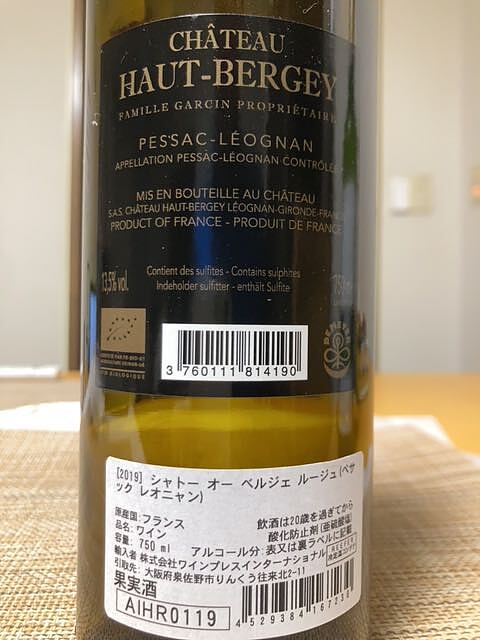 CHÂTEAU
HAUT-BERGEY
FAMILLE GARCIN PROPRIÉTAIRE
PESSAC-LÉOGNAN
APPELLATION PESSAC-LÉOGNAN CONTRÔLÉE
MIS EN BOUTEILLE AU CHÂTEAU
S.A.S. CHÂTEAU HAUT-BERGEY LÉOGNAN-GIRONDE-FRANCE
PRODUCT OF FRANCE - PRODUIT DE FRANCE
13,5% vol.
Contient des sulfites - Contains sulphites
Indeholder sulfitter - enthält Sulfite
3 760111 814190
[2019] シャトー オー ベルジェ ルージュ(ペサ
ック レオニャン)
原産国:フランス
品名: ワイン
飲酒は20歳を過ぎてから
容量: 750 ml
酸化防止剤(亜硫酸塩)
アルコール分:表又は裏ラベルに記載
輸入者 株式会社ワインプレスインターナショナル
引取先: 大阪府泉佐野市りんくう往来北2-11
果実酒
AIHR0119
4529384167230